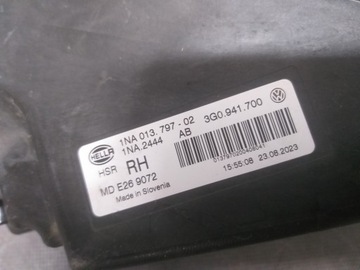 HELLA
1NA 013. 797 - 02 3G0.941.700
1NA.2444 AB
HSR RH
MD E26 9072
Made in Slovenia
15:55:08 23.08.2023